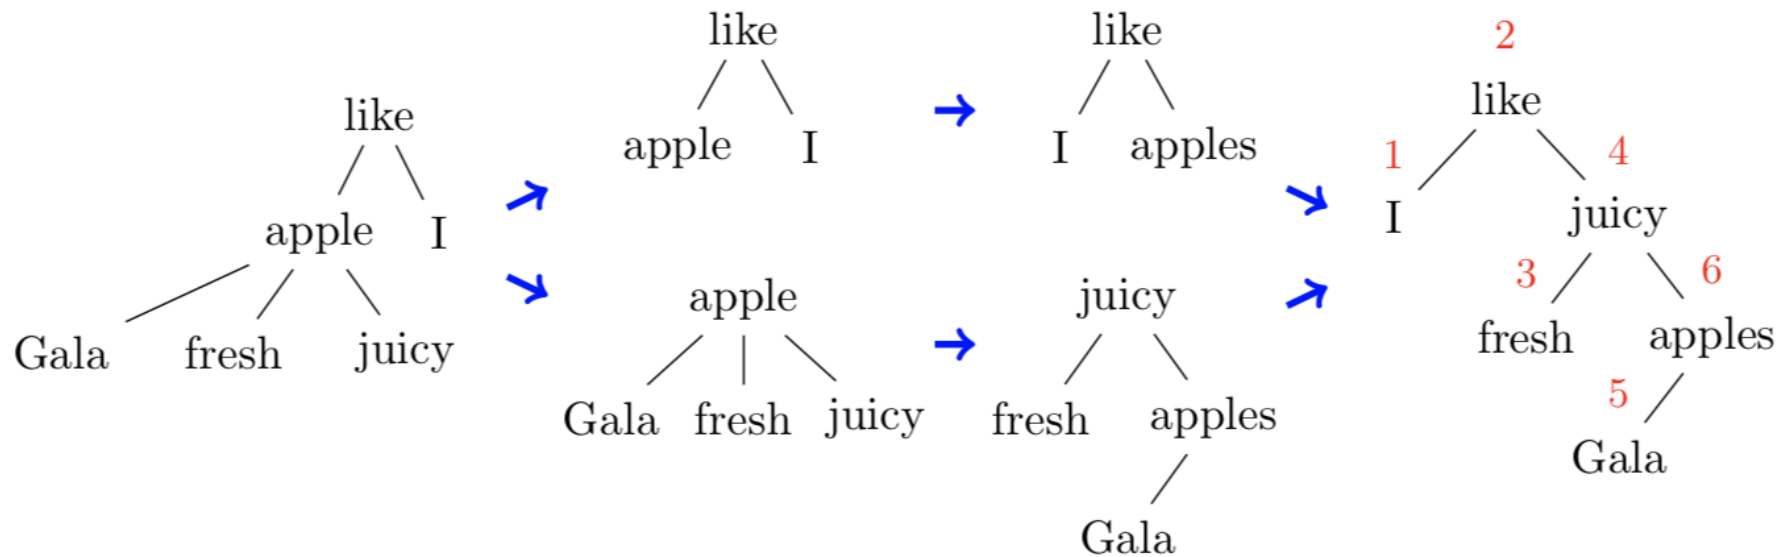 like
apple I
Gala fresh juicy
like
apple I
apple
Gala fresh juicy
like
I apples
juicy
fresh apples
Gala
2
like
1 4
I juicy
3 6
fresh apples
5
Gala